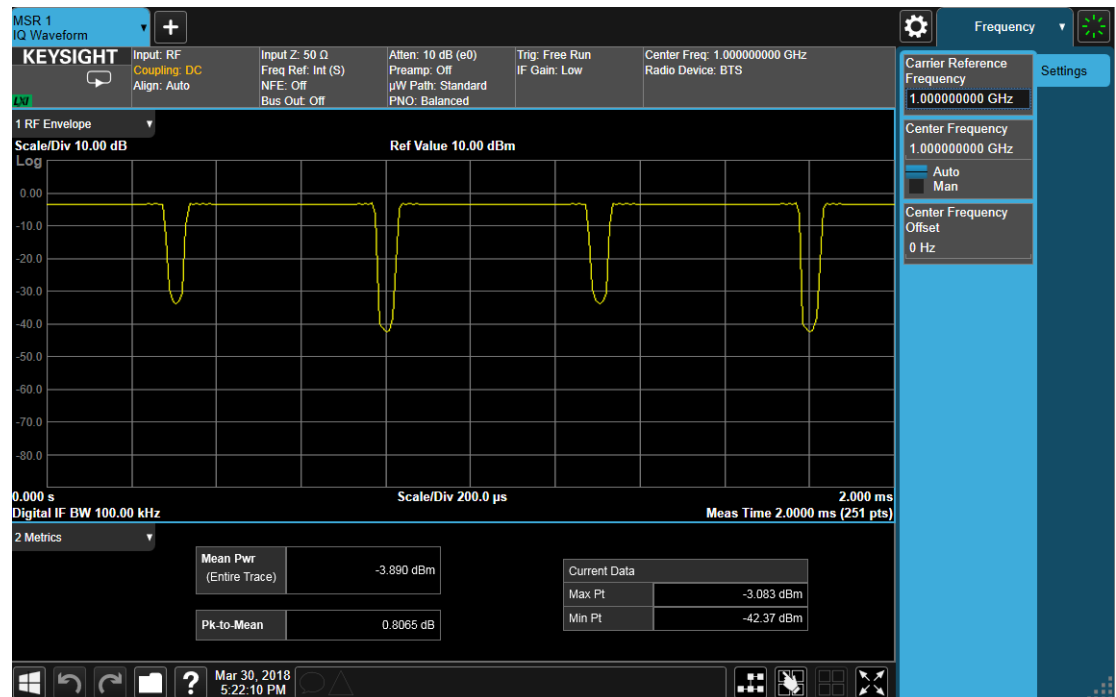 MSR 1
IQ Waveform
+
Frequency
KEYSIGHT
LXI
Input: RF
Coupling: DC
Align: Auto
Input Z: 50 Ω
Freq Ref: Int (S)
NFE: Off
Bus Out: Off
Atten: 10 dB (e0)
Preamp: Off
µW Path: Standard
PNO: Balanced
Trig: Free Run
IF Gain: Low
Center Freq: 1.000000000 GHz
Radio Device: BTS
Carrier Reference
Frequency
1.000000000 GHz
Settings
Center Frequency
1.000000000 GHz
Auto
Man
Center Frequency
Offset
0 Hz
1 RF Envelope
Scale/Div 10.00 dB
Ref Value 10.00 dBm
Log
0.00
-10.0
-20.0
-30.0
-40.0
-50.0
-60.0
-70.0
-80.0
0.000 s
Scale/Div 200.0 µs
2.000 ms
Digital IF BW 100.00 kHz
Meas Time 2.0000 ms (251 pts)
2 Metrics
Mean Pwr
(Entire Trace)
-3.890 dBm
Pk-to-Mean
0.8065 dB
Current Data
Max Pt
-3.083 dBm
Min Pt
-42.37 dBm
?
Mar 30, 2018
5:22:10 PM